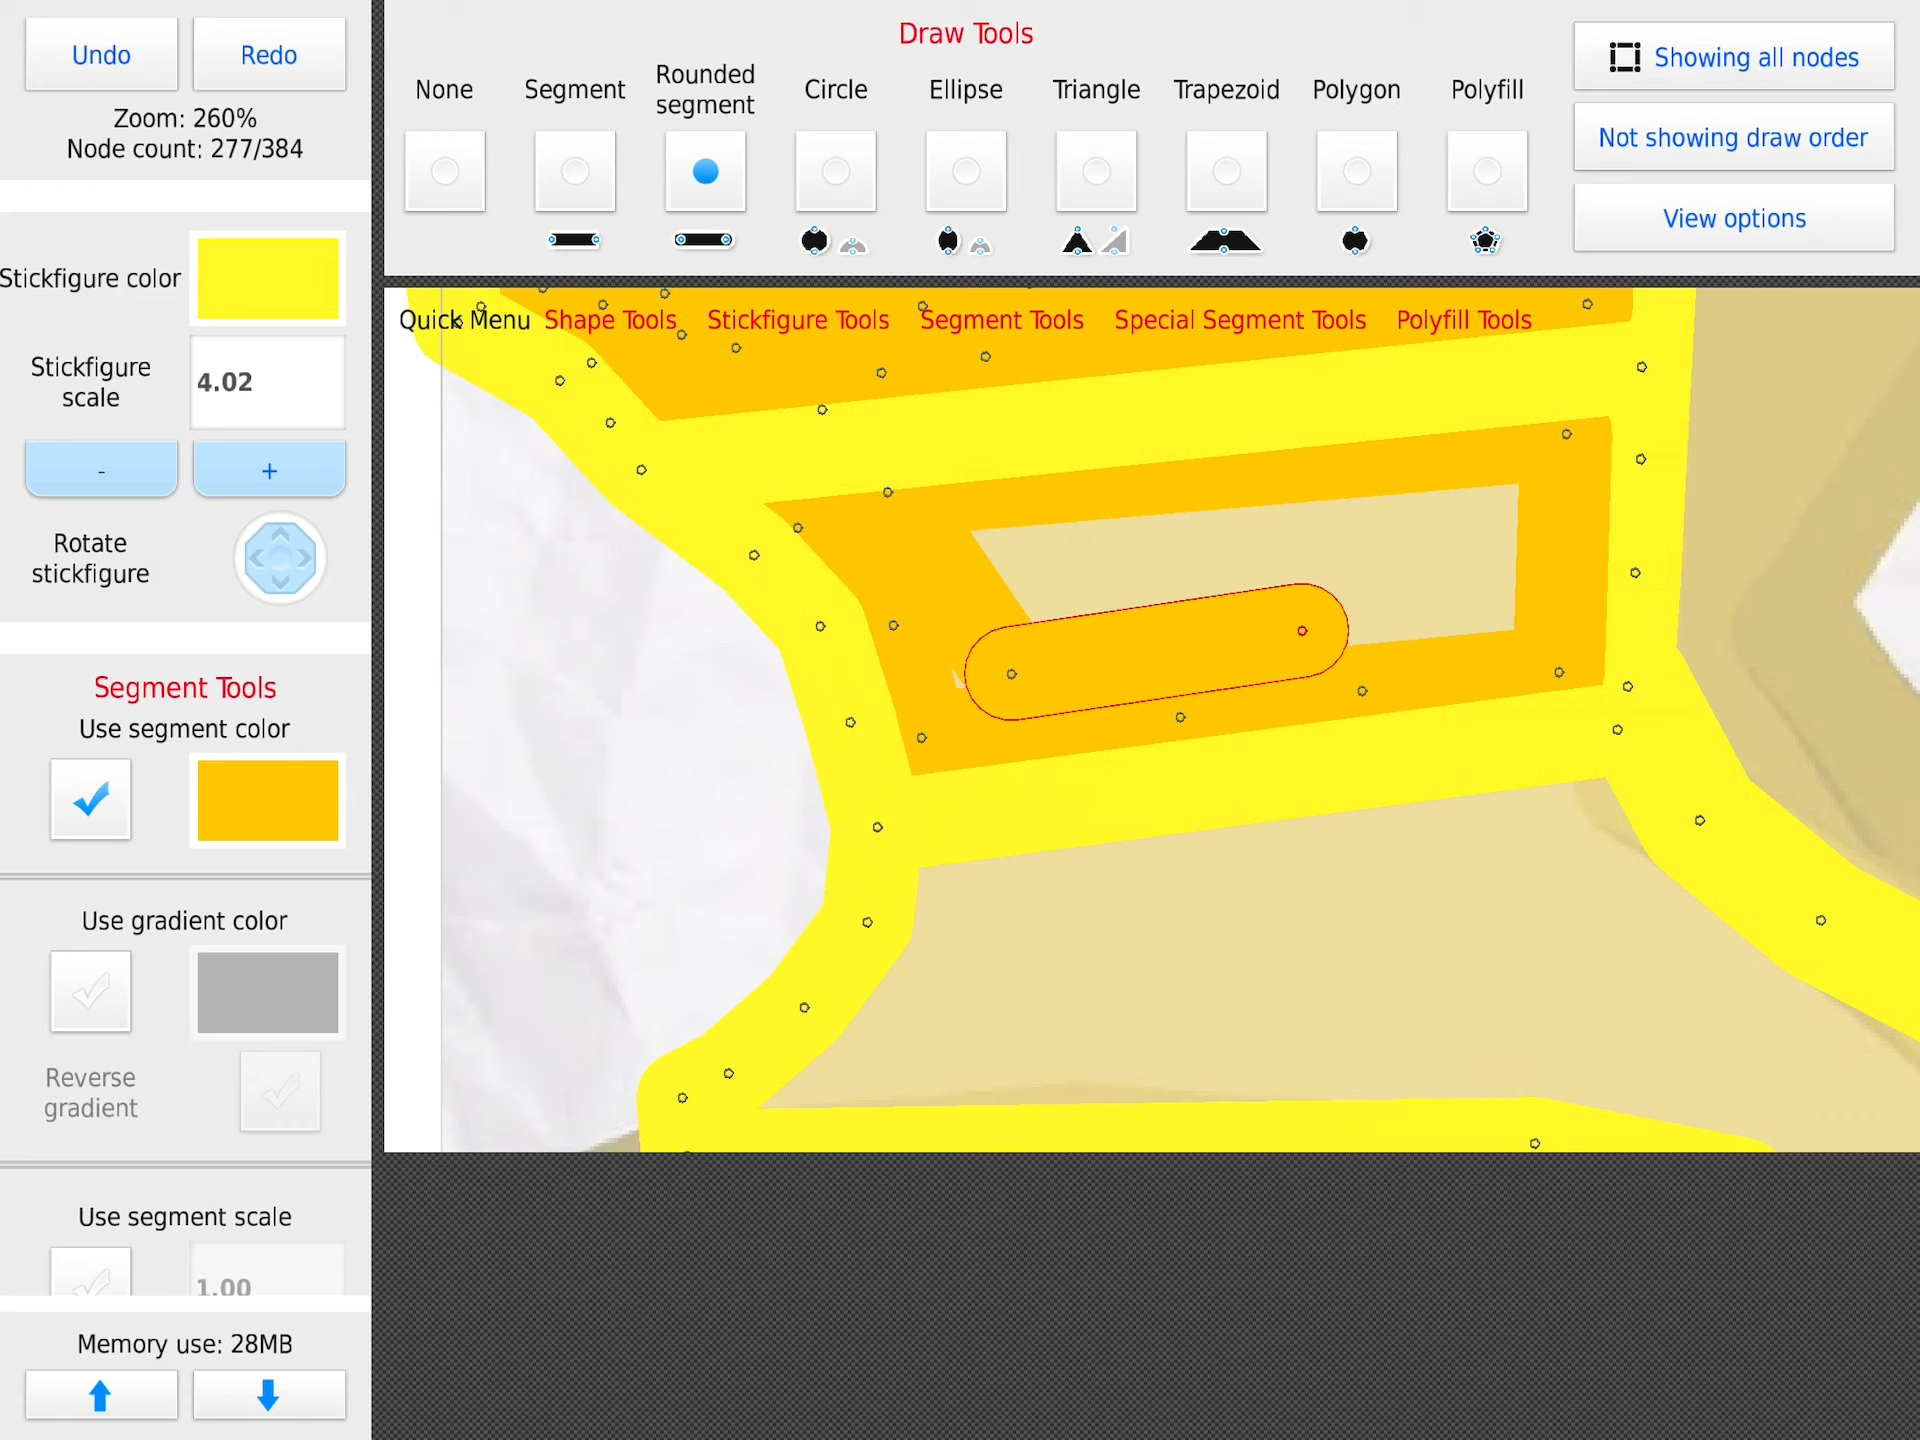 Undo
Redo
Zoom: 260%
Node count: 277/384
Stickfigure color
Stickfigure
scale
4.02
-
+
Rotate
stickfigure
Segment Tools
Use segment color
Use gradient color
Reverse
gradient
Use segment scale
1.00
Memory use: 28MB
Draw Tools
None
Segment
Rounded
segment
Circle
Ellipse
Triangle
Trapezoid
Polygon
Polyfill
Showing all nodes
Not showing draw order
View options
Quick Menu
Shape Tools
Stickfigure Tools
Segment Tools
Special Segment Tools
Polyfill Tools